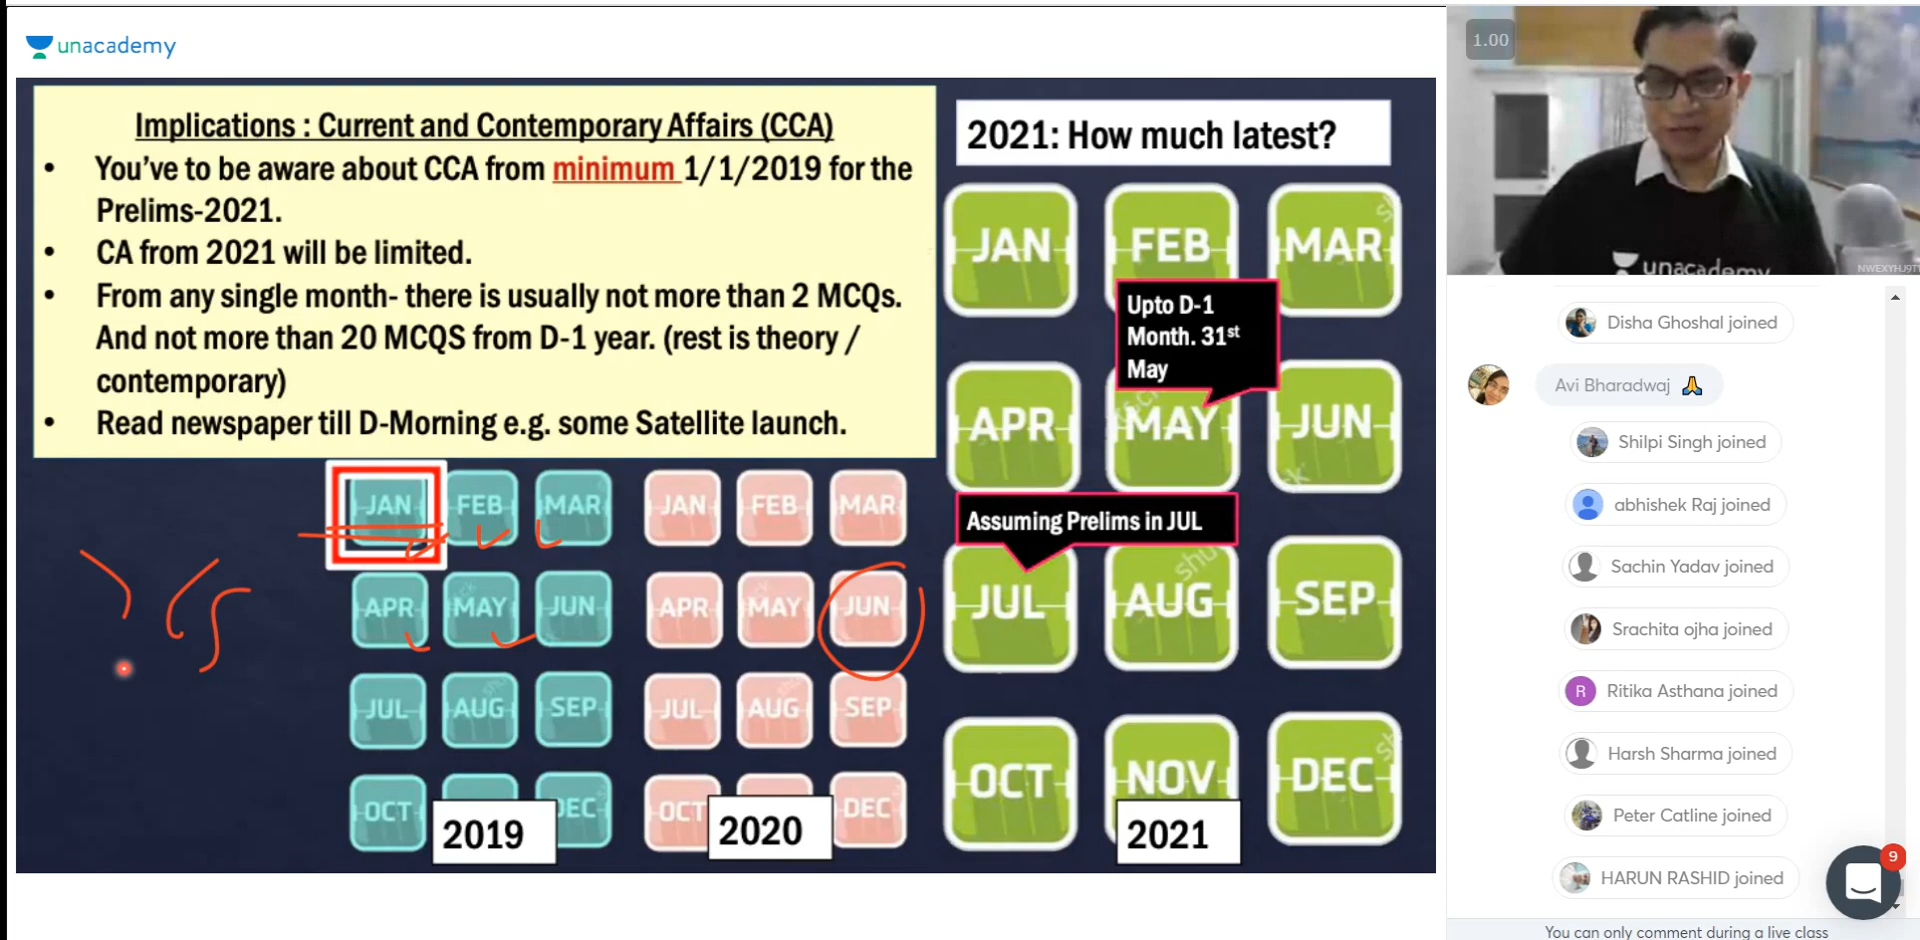 unacademy
Implications : Current and Contemporary Affairs (CCA)
• You've to be aware about CCA from minimum 1/1/2019 for the
Prelims-2021.
• CA from 2021 will be limited.
• From any single month- there is usually not more than 2 MCQs.
And not more than 20 MCQS from D-1 year. (rest is theory /
contemporary)
• Read newspaper till D-Morning e.g. some Satellite launch.
JAN FEB MAR
APR MAY JUN
JUL AUG SEP
OCT DEC
2019
JAN FEB MAR
APR MAY JUN
JUL AUG SEP
OCT DEC
2020
2021: How much latest?
JAN FEB MAR
Upto D-1
Month. 31st
May
APR MAY JUN
Assuming Prelims in JUL
JUL AUG SEP
OCT NOV DEC
2021
1.00
unacademy
Disha Ghoshal joined
Avi Bharadwaj 🙏
Shilpi Singh joined
abhishek Raj joined
Sachin Yadav joined
Srachita ojha joined
R Ritika Asthana joined
Harsh Sharma joined
Peter Catline joined
HARUN RASHID joined
9
You can only comment during a live class